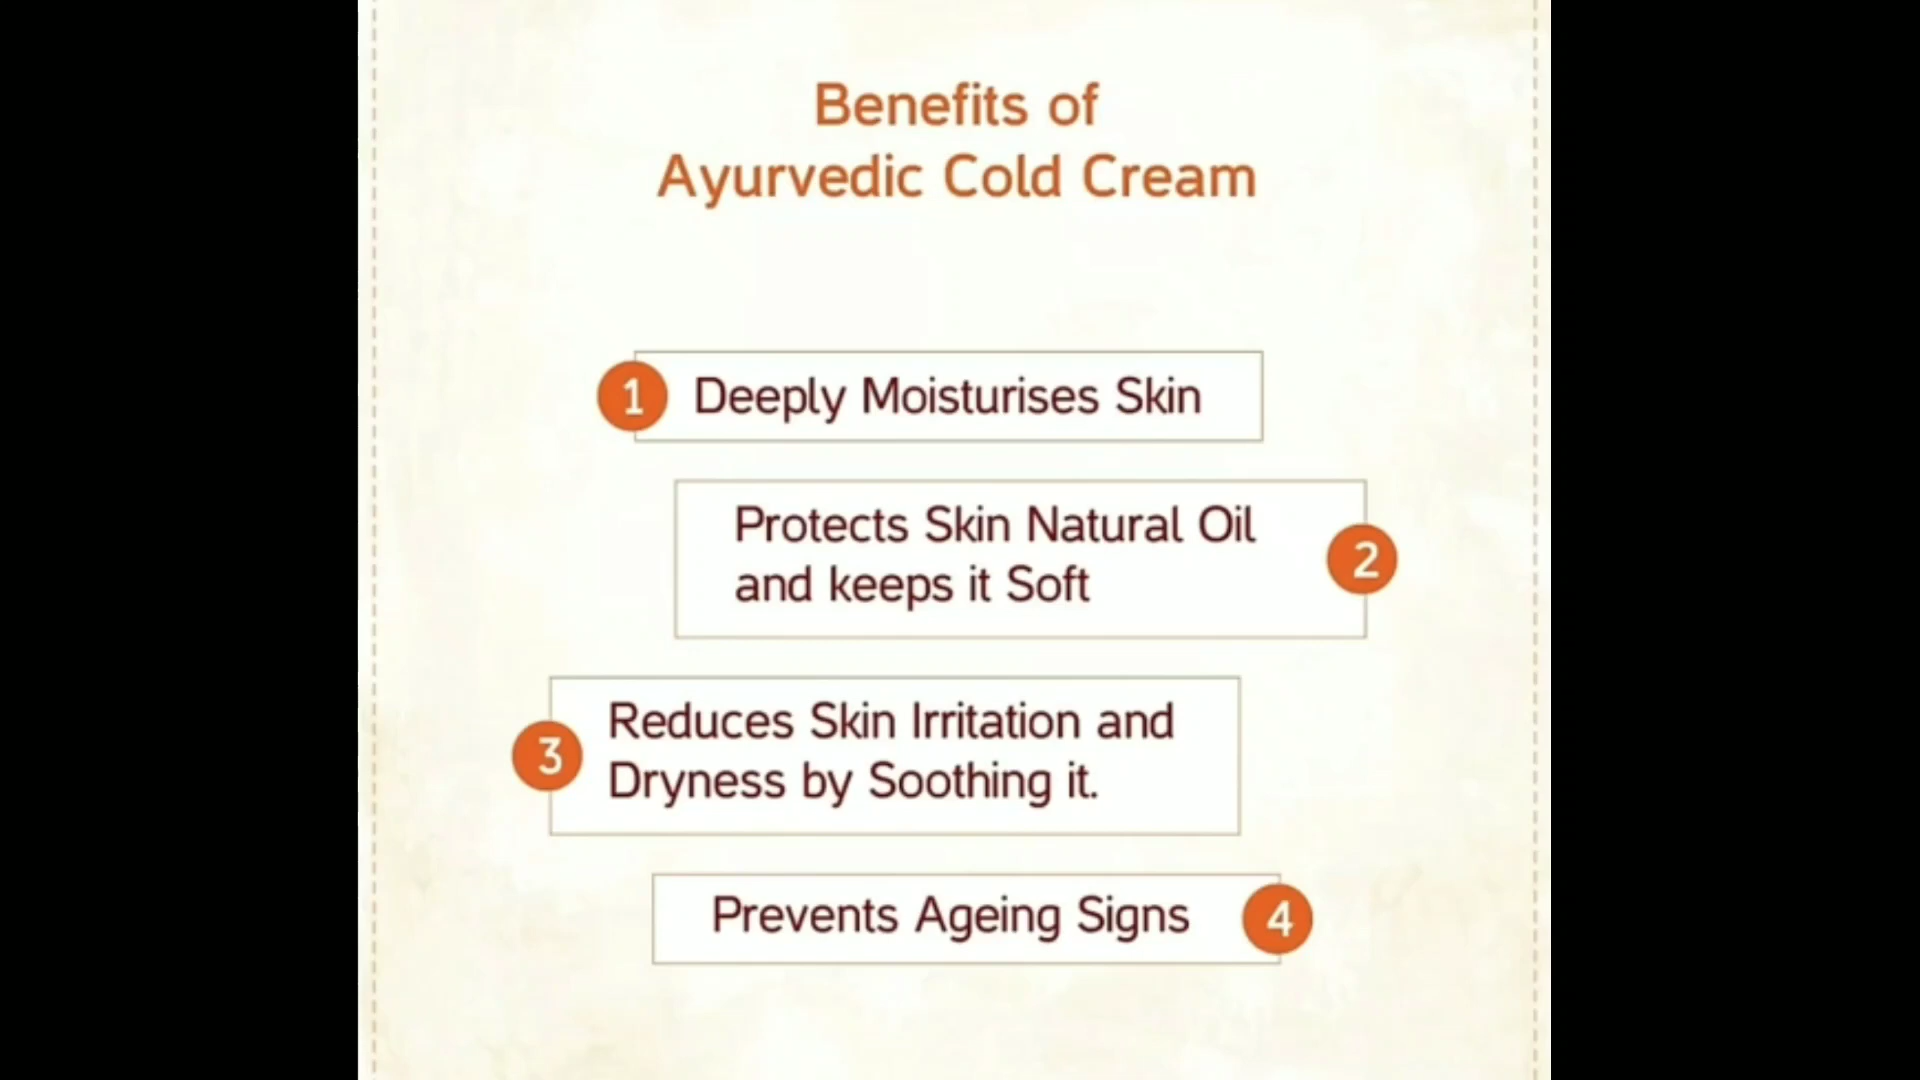 Benefits of
Ayurvedic Cold Cream
1 Deeply Moisturises Skin
Protects Skin Natural Oil
and keeps it Soft
2
3
Reduces Skin Irritation and
Dryness by Soothing it.
Prevents Ageing Signs 4